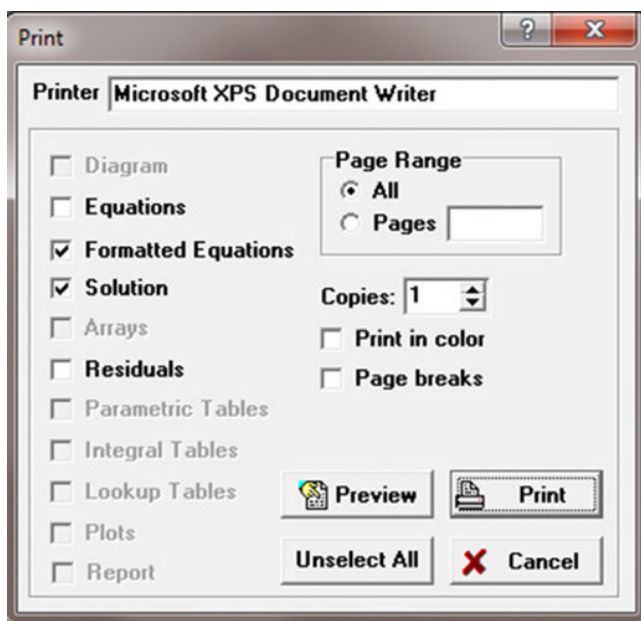 Print
?
X
Printer Microsoft XPS Document Writer
Diagram
Equations
Formatted Equations
Solution
Arrays
Residuals
Parametric Tables
Integral Tables
Lookup Tables
Plots
Report
Page Range
All
Pages
Copies: 1
Print in color
Page breaks
Preview
Print
Unselect All
Cancel